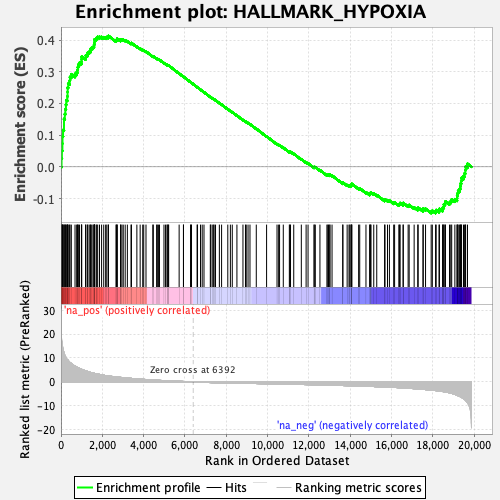 Enrichment plot: HALLMARK_HYPOXIA
Enrichment score (ES)
0.4
0.3
0.2
0.1
0.0
-0.1
Ranked list metric (PreRanked)
30
20
10
0
-10
-20
'na_pos' (positively correlated)
Zero cross at 6392
'na_neg' (negatively correlated)
0
2,000
4,000
6,000
8,000
10,000
12,000
14,000
16,000
18,000
20,000
Rank in Ordered Dataset
Enrichment profile
Hits
Ranking metric scores